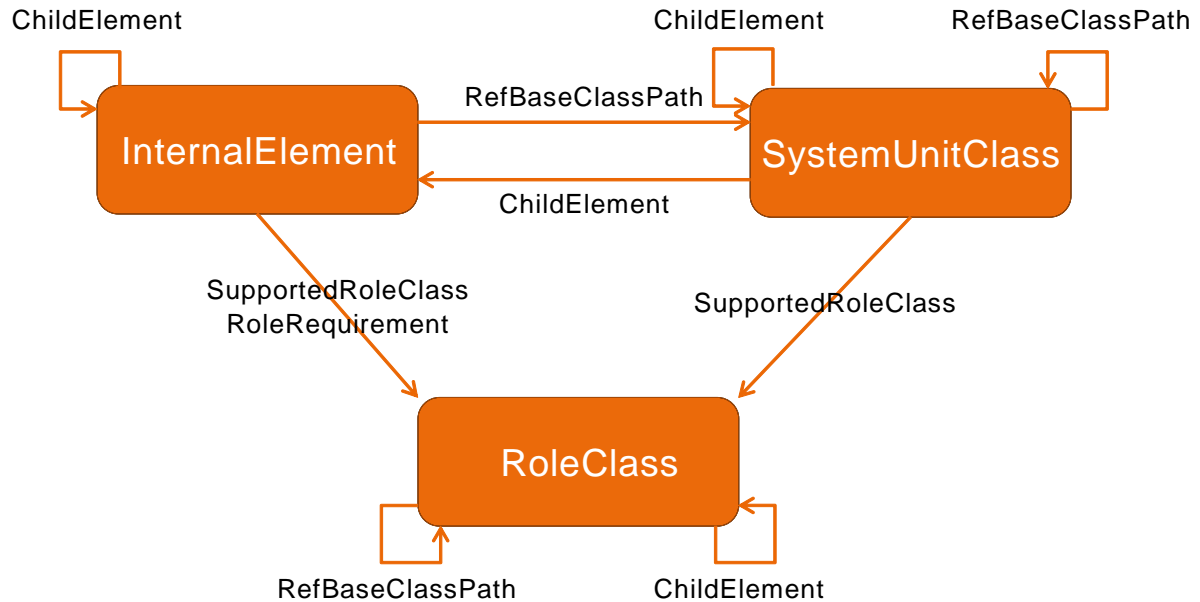 ChildElement
ChildElement
RefBaseClassPath
RefBaseClassPath
InternalElement
SystemUnitClass
ChildElement
SupportedRoleClass
RoleRequirement
SupportedRoleClass
RoleClass
RefBaseClassPath
ChildElement